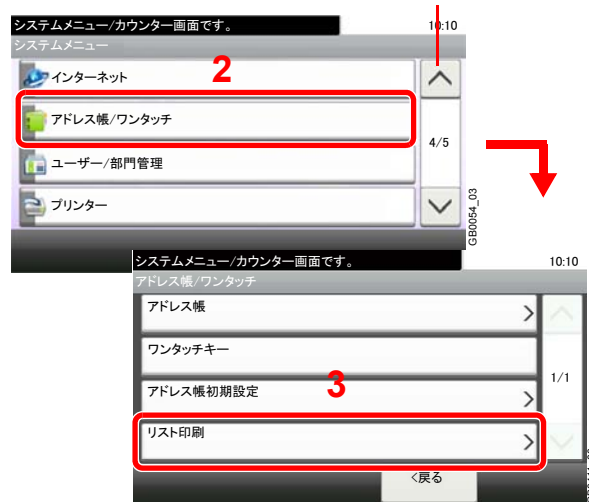 システムメニュー/カウンター画面です。
10:10
システムメニュー
インターネット
2
アドレス帳/ワンタッチ
4/5
ユーザー/部門管理
プリンター
GB0054_03
システムメニュー/カウンター画面です。
10:10
アドレス帳/ワンタッチ
アドレス帳
ワンタッチキー
1/1
アドレス帳初期設定
3
リスト印刷
<戻る